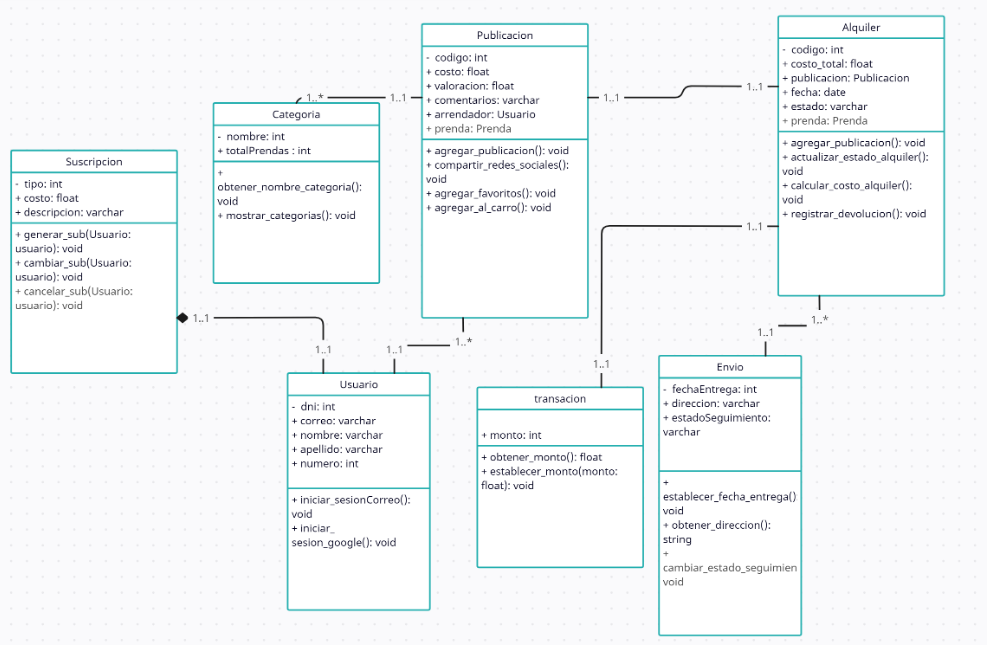 Publicacion
- codigo: int
+ costo: float
+ valoracion: float
+ comentarios: varchar
+ arrendador: Usuario
+ prenda: Prenda
+ agregar_publicacion(): void
+ compartir_redes_sociales():
void
+ agregar_favoritos(): void
+ agregar_al_carro(): void
Alquiler
- codigo: int
+ costo_total: float
+ publicacion: Publicacion
+ fecha: date
+ estado: varchar
+ prenda: Prenda
+ agregar_publicacion(): void
+ actualizar_estado_alquiler():
void
+ calcular_costo_alquiler():
void
+ registrar_devolucion(): void
1..*
1..1
1..1
1..1
Categoria
- nombre: int
+ totalPrendas : int
+
obtener_nombre_categoria():
void
+ mostrar_categorias(): void
Suscripcion
- tipo: int
+ costo: float
+ descripcion: varchar
+ generar_sub(Usuario:
usuario): void
+ cambiar_sub(Usuario:
usuario): void
+ cancelar_sub(Usuario:
usuario): void
1..1
1..1
1..1
1..*
1..1
1..1
1..*
1..1
Usuario
- dni: int
+ correo: varchar
+ nombre: varchar
+ apellido: varchar
+ numero: int
+ iniciar_sesionCorreo():
void
+ iniciar_
sesion_google(): void
transacion
+ monto: int
+ obtener_monto(): float
+ establecer_monto(monto:
float): void
Envio
- fechaEntrega: int
+ direccion: varchar
+ estadoSeguimiento:
varchar
+
establecer_fecha_entrega()
void
+ obtener_direccion():
string
+
cambiar_estado_seguimien
void